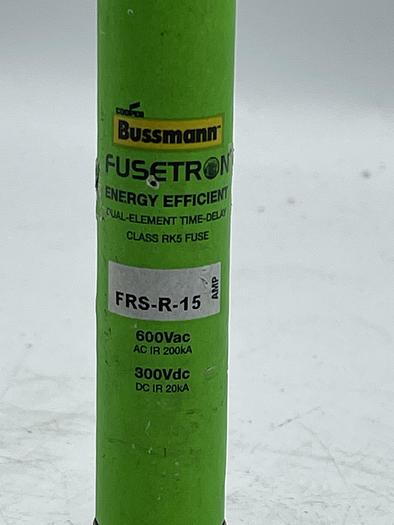 COOPER
Bussmann
FUSETRON
ENERGY EFFICIENT
DUAL-ELEMENT TIME-DELAY
CLASS RK5 FUSE
FRS-R-15 AMP
600Vac
AC IR 200kA
300Vdc
DC IR 20kA